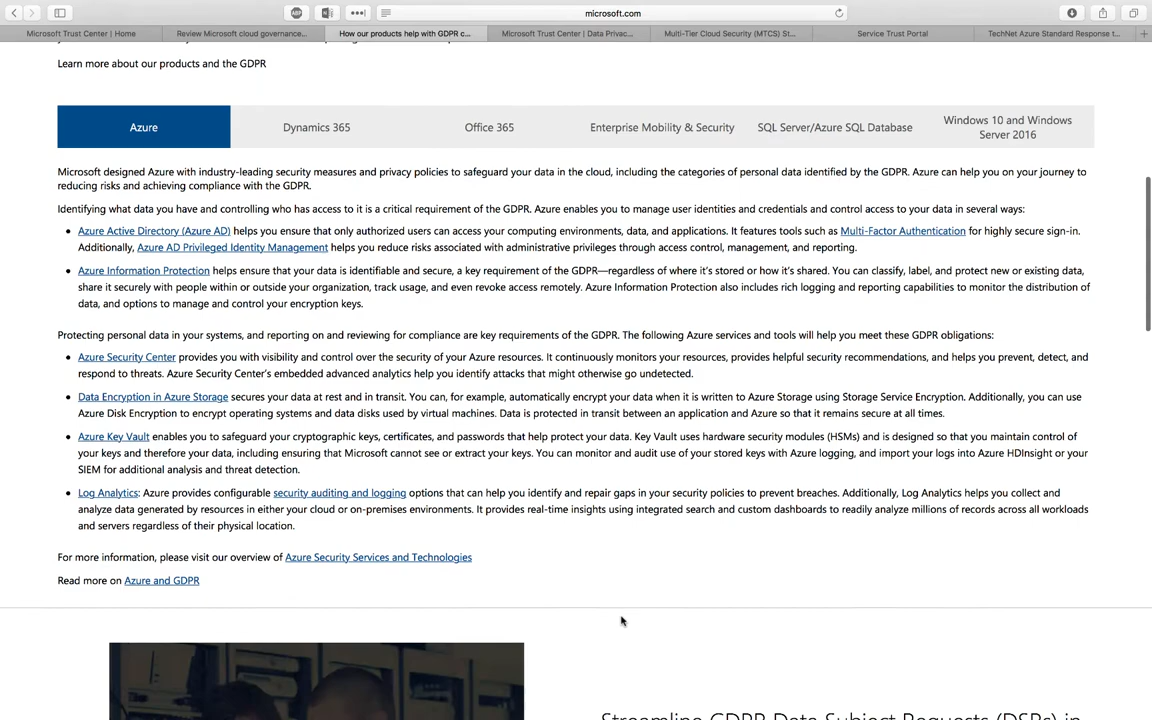 microsoft.com
Microsoft Trust Center | Home
Review Microsoft cloud governance...
How our products help with GDPR c...
Microsoft Trust Center | Data Privac...
Multi-Tier Cloud Security (MTCS) St...
Service Trust Portal
TechNet Azure Standard Response t...
Learn more about our products and the GDPR
Azure
Dynamics 365
Office 365
Enterprise Mobility & Security
SQL Server/Azure SQL Database
Windows 10 and Windows
Server 2016
Microsoft designed Azure with industry-leading security measures and privacy policies to safeguard your data in the cloud, including the categories of personal data identified by the GDPR. Azure can help you on your journey to
reducing risks and achieving compliance with the GDPR.
Identifying what data you have and controlling who has access to it is a critical requirement of the GDPR. Azure enables you to manage user identities and credentials and control access to your data in several ways:
• Azure Active Directory (Azure AD) helps you ensure that only authorized users can access your computing environments, data, and applications. It features tools such as Multi-Factor Authentication for highly secure sign-in.
Additionally, Azure AD Privileged Identity Management helps you reduce risks associated with administrative privileges through access control, management, and reporting.
• Azure Information Protection helps ensure that your data is identifiable and secure, a key requirement of the GDPR—regardless of where it's stored or how it's shared. You can classify, label, and protect new or existing data,
share it securely with people within or outside your organization, track usage, and even revoke access remotely. Azure Information Protection also includes rich logging and reporting capabilities to monitor the distribution of
data, and options to manage and control your encryption keys.
Protecting personal data in your systems, and reporting on and reviewing for compliance are key requirements of the GDPR. The following Azure services and tools will help you meet these GDPR obligations:
• Azure Security Center provides you with visibility and control over the security of your Azure resources. It continuously monitors your resources, provides helpful security recommendations, and helps you prevent, detect, and
respond to threats. Azure Security Center's embedded advanced analytics help you identify attacks that might otherwise go undetected.
• Data Encryption in Azure Storage secures your data at rest and in transit. You can, for example, automatically encrypt your data when it is written to Azure Storage using Storage Service Encryption. Additionally, you can use
Azure Disk Encryption to encrypt operating systems and data disks used by virtual machines. Data is protected in transit between an application and Azure so that it remains secure at all times.
• Azure Key Vault enables you to safeguard your cryptographic keys, certificates, and passwords that help protect your data. Key Vault uses hardware security modules (HSMs) and is designed so that you maintain control of
your keys and therefore your data, including ensuring that Microsoft cannot see or extract your keys. You can monitor and audit use of your stored keys with Azure logging, and import your logs into Azure HDInsight or your
SIEM for additional analysis and threat detection.
• Log Analytics: Azure provides configurable security auditing and logging options that can help you identify and repair gaps in your security policies to prevent breaches. Additionally, Log Analytics helps you collect and
analyze data generated by resources in either your cloud or on-premises environments. It provides real-time insights using integrated search and custom dashboards to readily analyze millions of records across all workloads
and servers regardless of their physical location.
For more information, please visit our overview of Azure Security Services and Technologies
Read more on Azure and GDPR
Streamline GDPR Data Subject Requests (DSRs) in